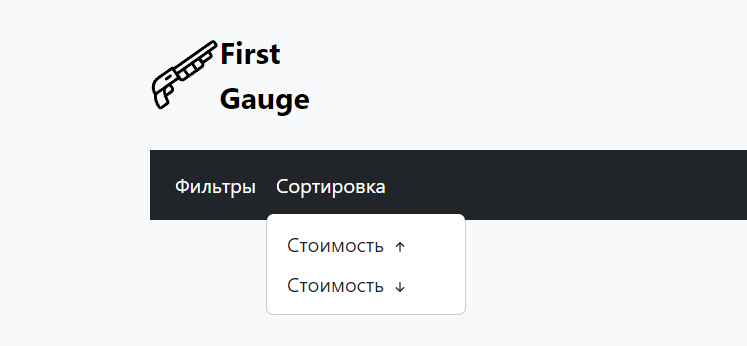 First
Gauge
Фильтры Сортировка
Стоимость ↑
Стоимость ↓